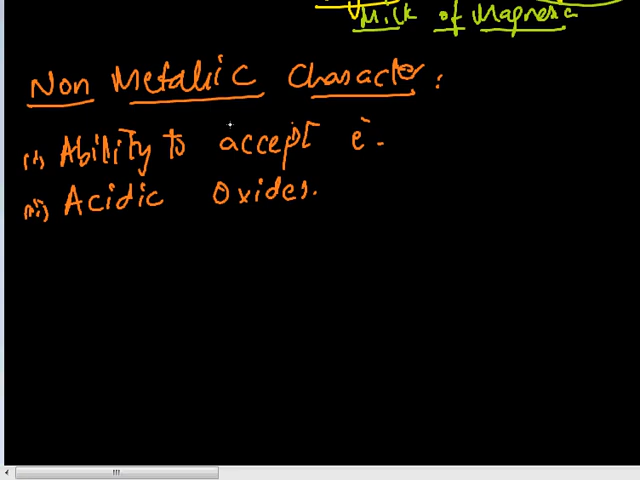 Milk of Magnesia
Non Metallic Character :
(i) Ability to accept e-.
(ii) Acidic Oxides.